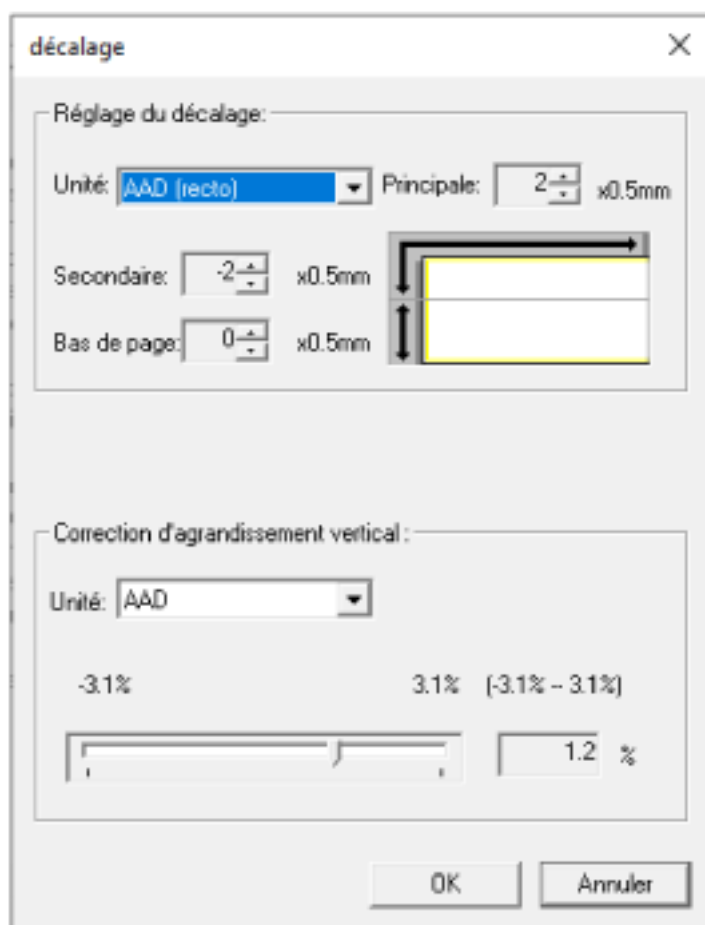 décalage
Réglage du décalage:
Unité: AAD (recto) Principale: 2 x0.5mm
Secondaire: -2 x0.5mm
Bas de page: 0 x0.5mm
Correction d'agrandissement vertical :
Unité: AAD
-3.1% 3.1% (-3.1% -- 3.1%)
1.2 %
OK Annuler